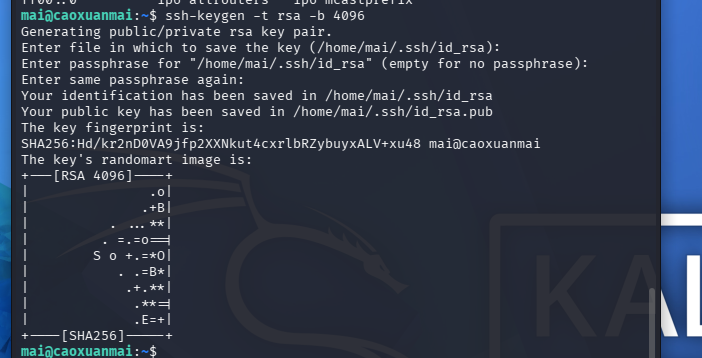 ff00::0     ip6-allrouters   ip6-mcastprefix
mai@caoxuanmai:~$ ssh-keygen -t rsa -b 4096
Generating public/private rsa key pair.
Enter file in which to save the key (/home/mai/.ssh/id_rsa):
Enter passphrase for "/home/mai/.ssh/id_rsa" (empty for no passphrase):
Enter same passphrase again:
Your identification has been saved in /home/mai/.ssh/id_rsa
Your public key has been saved in /home/mai/.ssh/id_rsa.pub
The key fingerprint is:
SHA256:Hd/kr2nD0VA9jfp2XXNkut4cxrlbRZybuyxALV+xu48 mai@caoxuanmai
The key's randomart image is:
+---[RSA 4096]----+
|               .o|
|              .+B|
|          . ...**|
|         . =.=o==|
|        S o +.=*O|
|           . .=B*|
|            .+.**|
|             .**=|
|             .E=+|
+----[SHA256]-----+
mai@caoxuanmai:~$
KAL